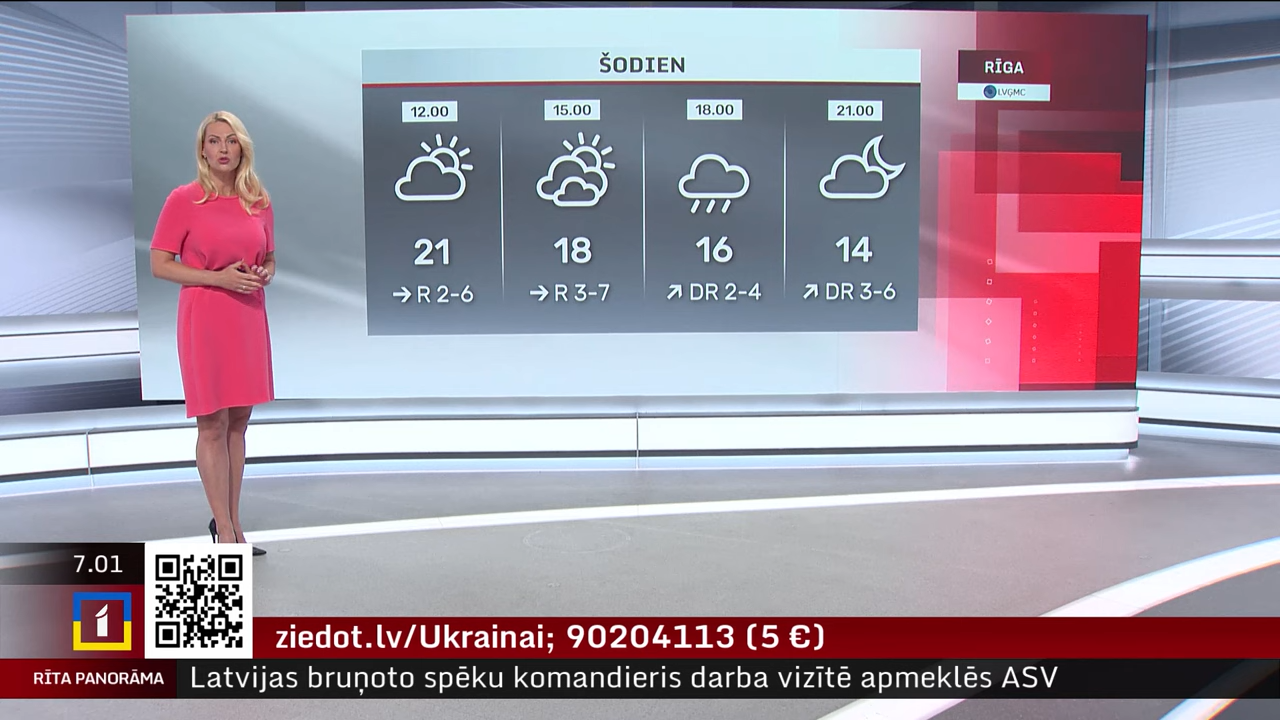 ŠODIEN
RĪGA
LVĢMC
12.00
15.00
18.00
21.00
21
18
16
14
R 2-6
R 3-7
DR 2-4
DR 3-6
7.01
1
ziedot.lv/Ukrainai; 90204113 (5 €)
RĪTA PANORĀMA
Latvijas bruņoto spēku komandieris darba vizītē apmeklēs ASV